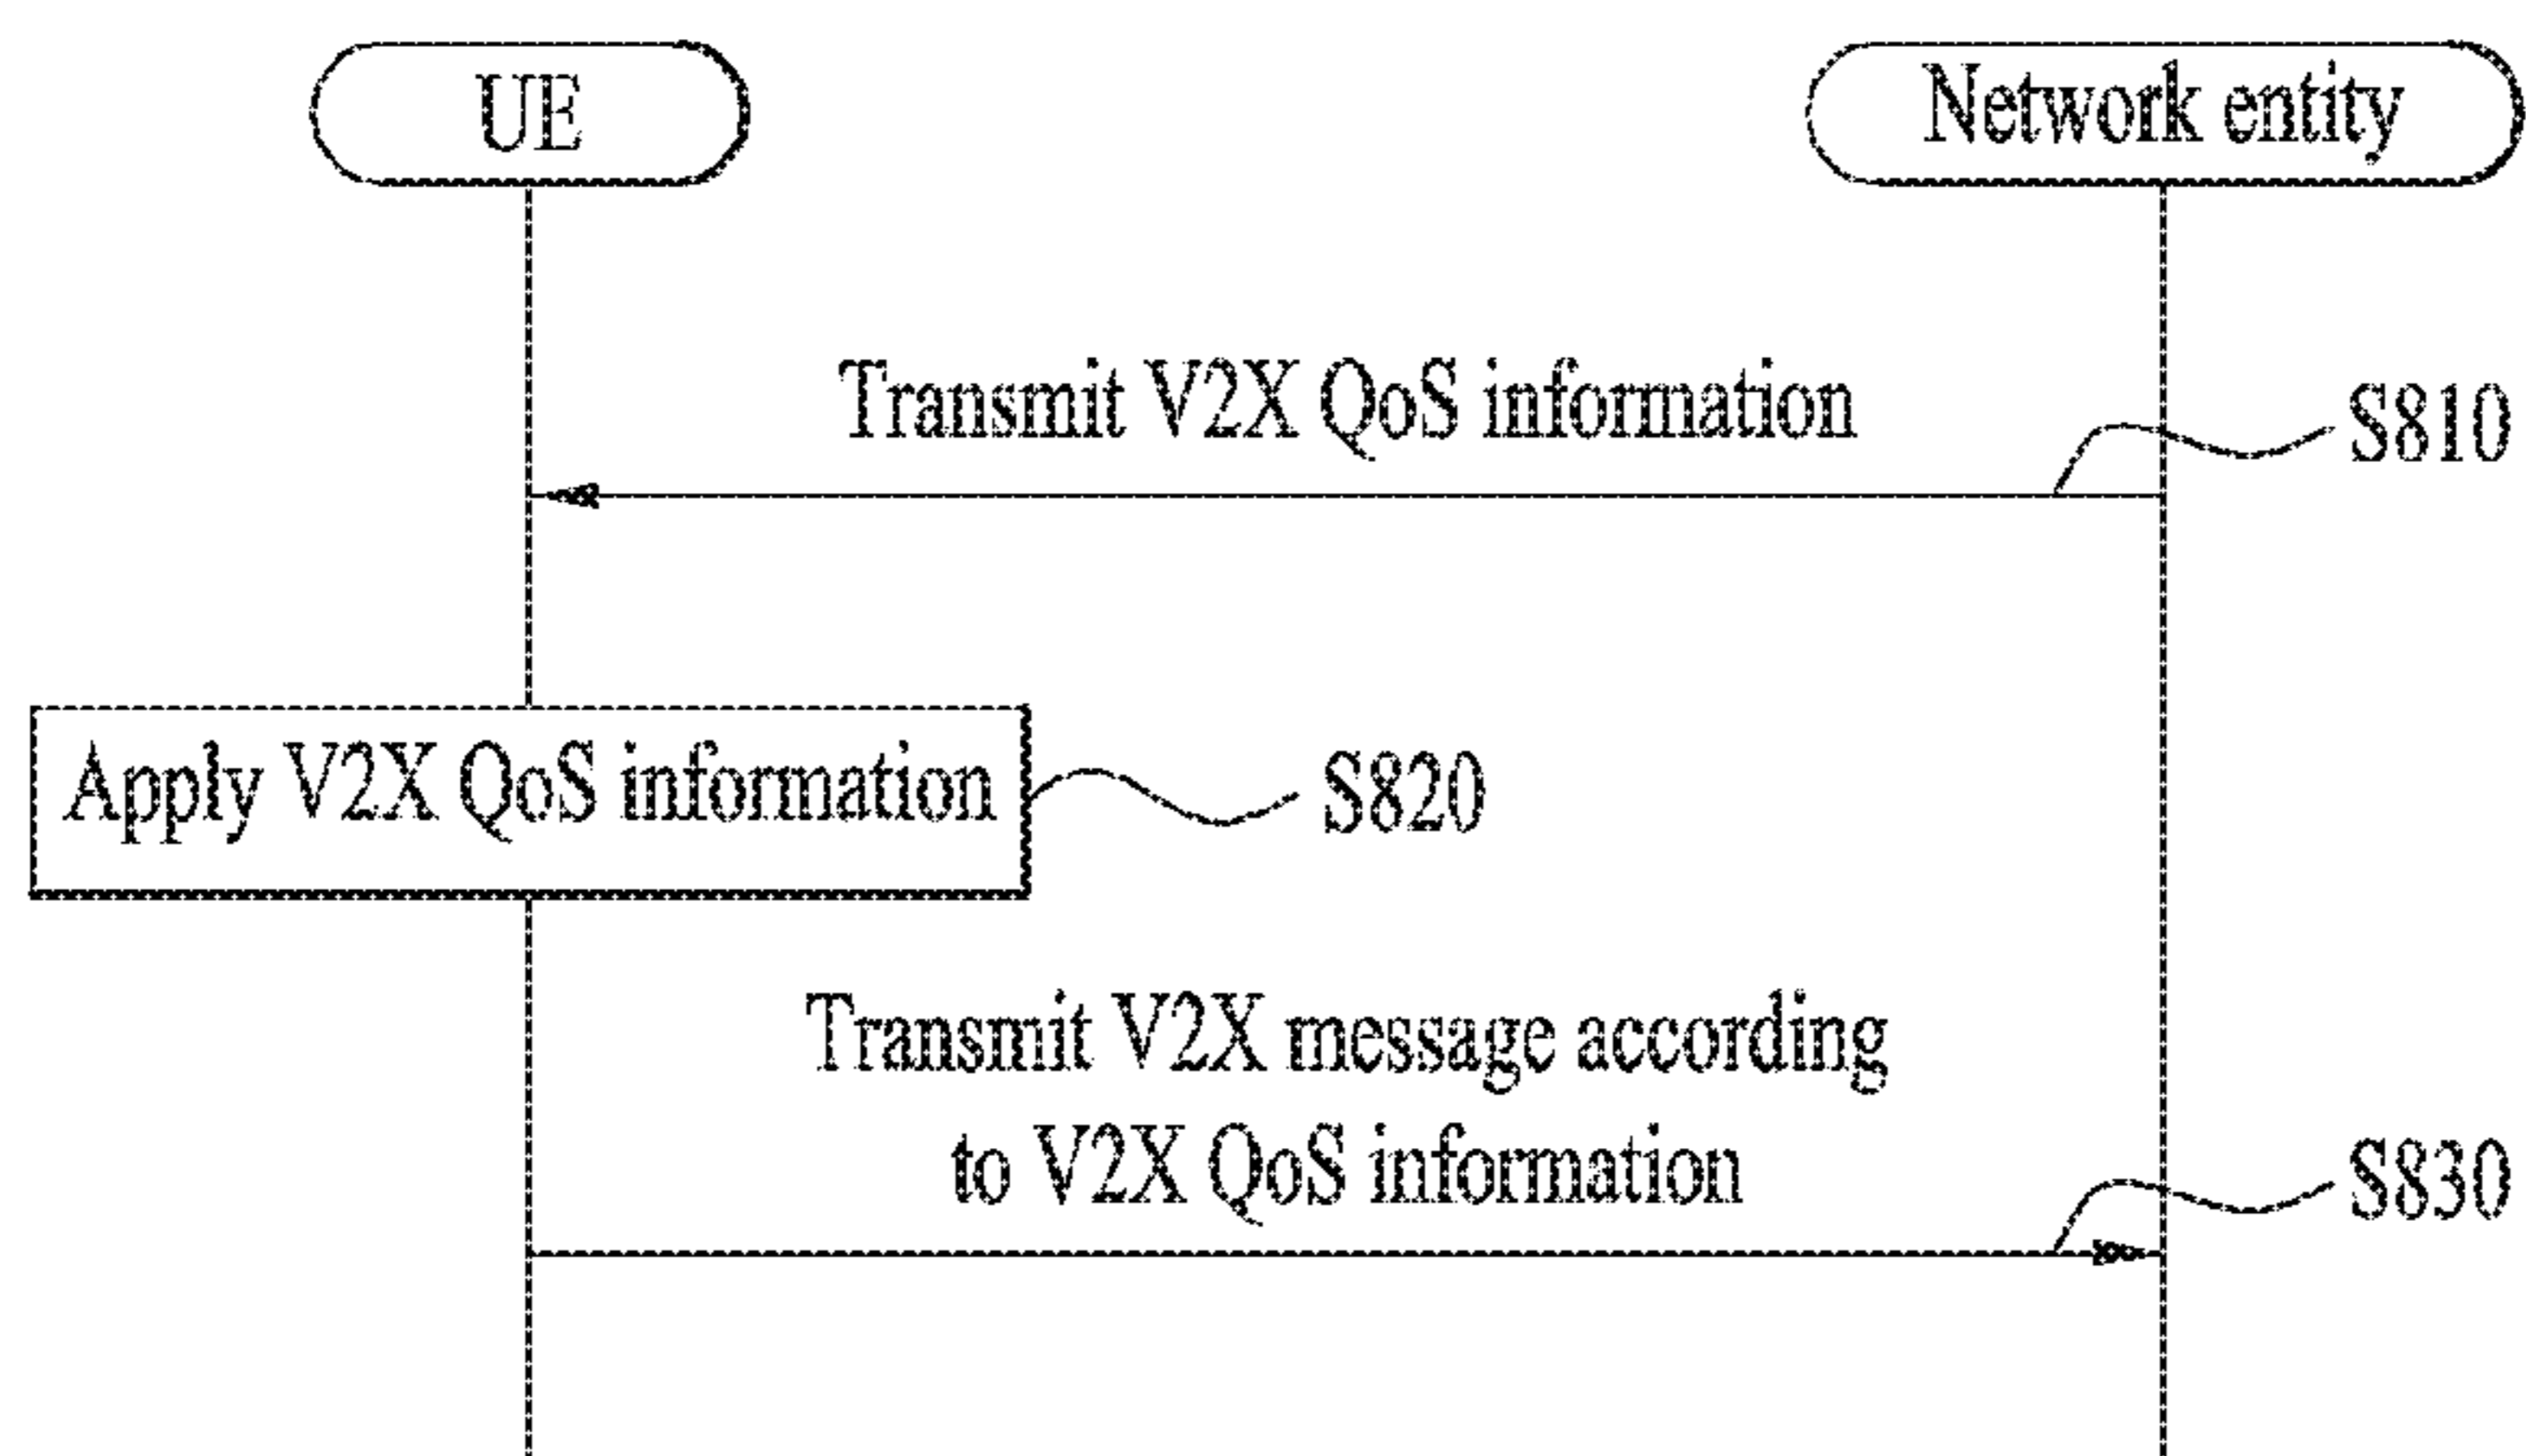 UE
Network entity
Transmit V2X QoS information
S810
Apply V2X QoS information
S820
Transmit V2X message according
to V2X QoS information
S830